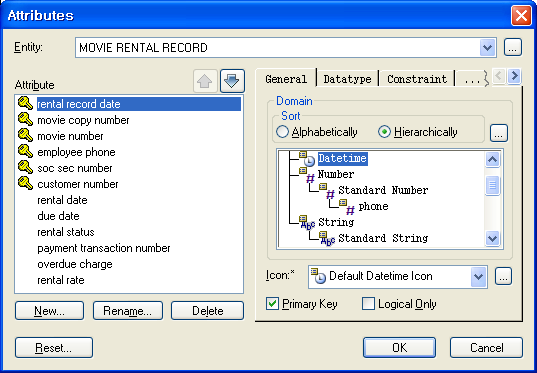 Attributes
Entity:
MOVIE RENTAL RECORD
...
Attribute
rental record date
movie copy number
movie number
employee phone
soc sec number
customer number
rental date
due date
rental status
payment transaction number
overdue charge
rental rate
New...
Rename...
Delete
General
Datatype
Constraint
...
Domain
Sort
Alphabetically
Hierarchically
...
Datetime
Number
Standard Number
phone
String
Standard String
Icon:*
Default Datetime Icon
...
Primary Key
Logical Only
Reset...
OK
Cancel